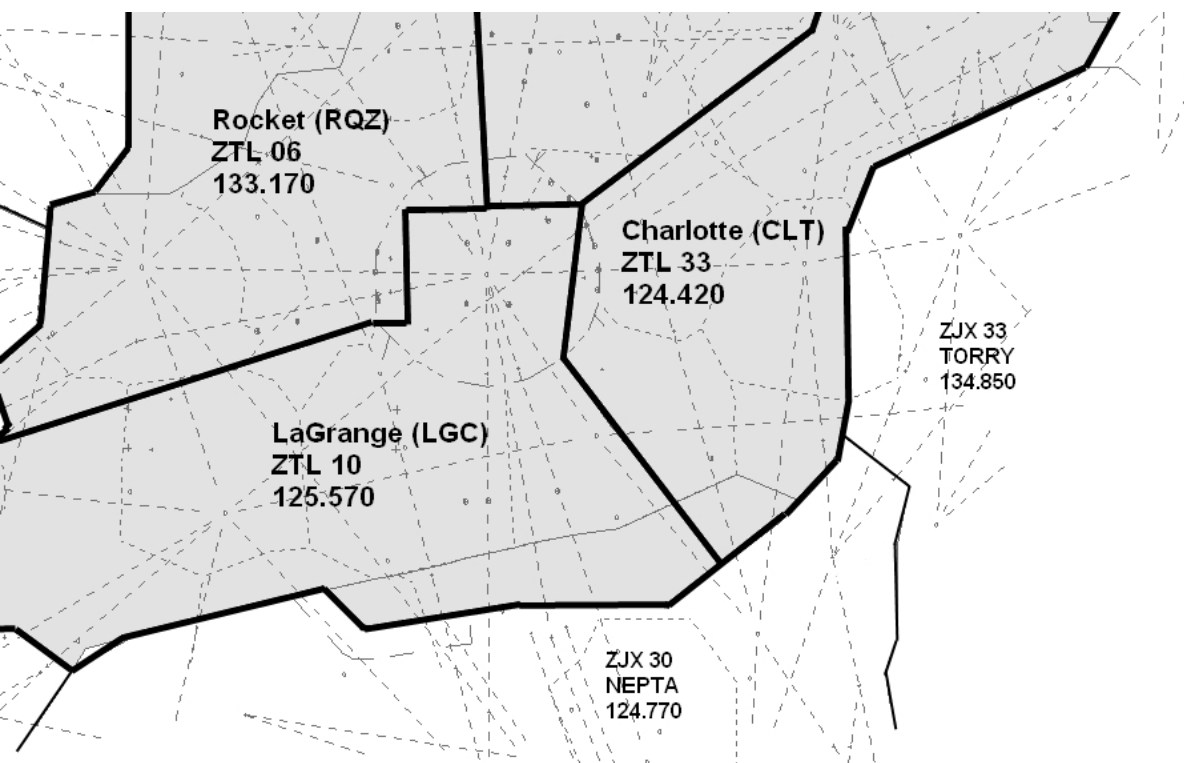 Rocket (RQZ)
ZTL 06
133.170
Charlotte (CLT)
ZTL 33
124.420
ZJX 33
TORRY
134.850
LaGrange (LGC)
ZTL 10
125.570
ZJX 30
NEPTA
124.770